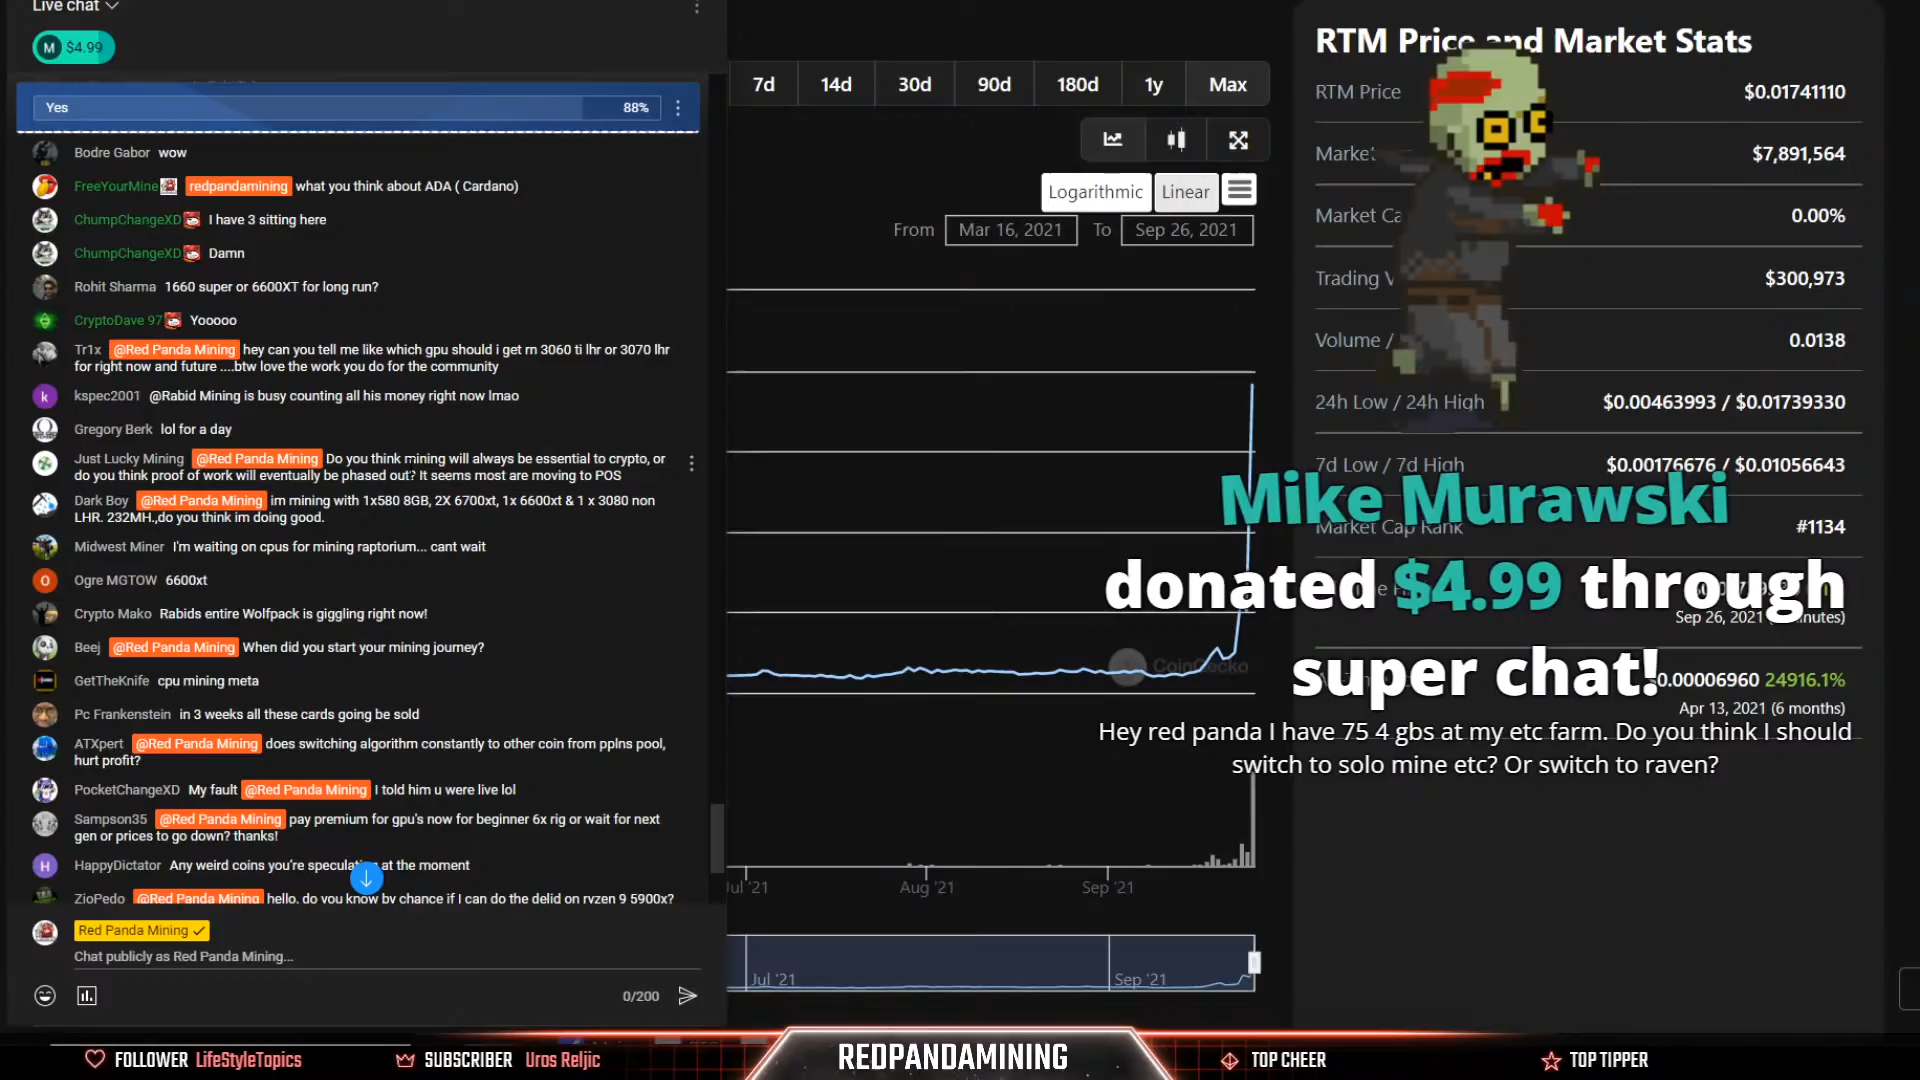 Live chat
M $4.99
Yes 88%
Bodre Gabor wow
FreeYourMine redpandamining what you think about ADA ( Cardano)
ChumpChangeXD I have 3 sitting here
ChumpChangeXD Damn
Rohit Sharma 1660 super or 6600XT for long run?
CryptoDave 97 Yooooo
Tr1x @Red Panda Mining hey can you tell me like which gpu should i get rn 3060 ti lhr or 3070 lhr
for right now and future ....btw love the work you do for the community
k kspec2001 @Rabid Mining is busy counting all his money right now lmao
Gregory Berk lol for a day
Just Lucky Mining @Red Panda Mining Do you think mining will always be essential to crypto, or
do you think proof of work will eventually be phased out? It seems most are moving to POS
Dark Boy @Red Panda Mining im mining with 1x580 8GB, 2X 6700xt, 1x 6600xt & 1 x 3080 non
LHR. 232MH.,do you think im doing good.
Midwest Miner I'm waiting on cpus for mining raptorium... cant wait
O Ogre MGTOW 6600xt
Crypto Mako Rabids entire Wolfpack is giggling right now!
Beej @Red Panda Mining When did you start your mining journey?
GetTheKnife cpu mining meta
Pc Frankenstein in 3 weeks all these cards going be sold
ATXpert @Red Panda Mining does switching algorithm constantly to other coin from pplns pool,
hurt profit?
PocketChangeXD My fault @Red Panda Mining I told him u were live lol
Sampson35 @Red Panda Mining pay premium for gpu's now for beginner 6x rig or wait for next
gen or prices to go down? thanks!
H HappyDictator Any weird coins you're speculating at the moment
ZioPedo @Red Panda Mining hello, do you know by chance if I can do the delid on ryzen 9 5900x?
Red Panda Mining
Chat publicly as Red Panda Mining...
0/200
7d 14d 30d 90d 180d 1y Max
Logarithmic Linear
From Mar 16, 2021 To Sep 26, 2021
CoinGecko
Jul '21 Aug '21 Sep '21
Jul '21 Sep '21
RTM Price and Market Stats
RTM Price $0.01741110
Market $7,891,564
Market Ca 0.00%
Trading V $300,973
Volume / 0.0138
24h Low / 24h High $0.00463993 / $0.01739330
7d Low / 7d High $0.00176676 / $0.01056643
Market Cap Rank #1134
Sep 26, 2021
0.00006960 24916.1%
Apr 13, 2021 (6 months)
Mike Murawski
donated $4.99 through
super chat!
Hey red panda I have 75 4 gbs at my etc farm. Do you think I should
switch to solo mine etc? Or switch to raven?
FOLLOWER LifeStyleTopics SUBSCRIBER Uros Reljic REDPANDAMINING TOP CHEER TOP TIPPER